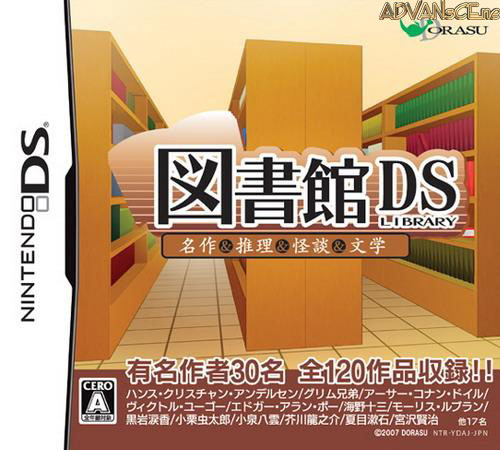 ADVANsCEne
DORASU
NINTENDO DS
図書館DS
LIBRARY
名作&推理&怪談&文学
有名作者30名 全120作品収録!!
ハンス・クリスチャン・アンデルセン/グリム兄弟/アーサー・コナン・ドイル/
ヴィクトル・ユーゴー/エドガー・アラン・ポー/海野十三/モーリス・ルブラン/
黒岩涙香/小栗虫太郎/小泉八雲/芥川龍之介/夏目漱石/宮沢賢治 他17名
CERO
A
全年齢対象
©2007 DORASU NTR-YDAJ-JPN